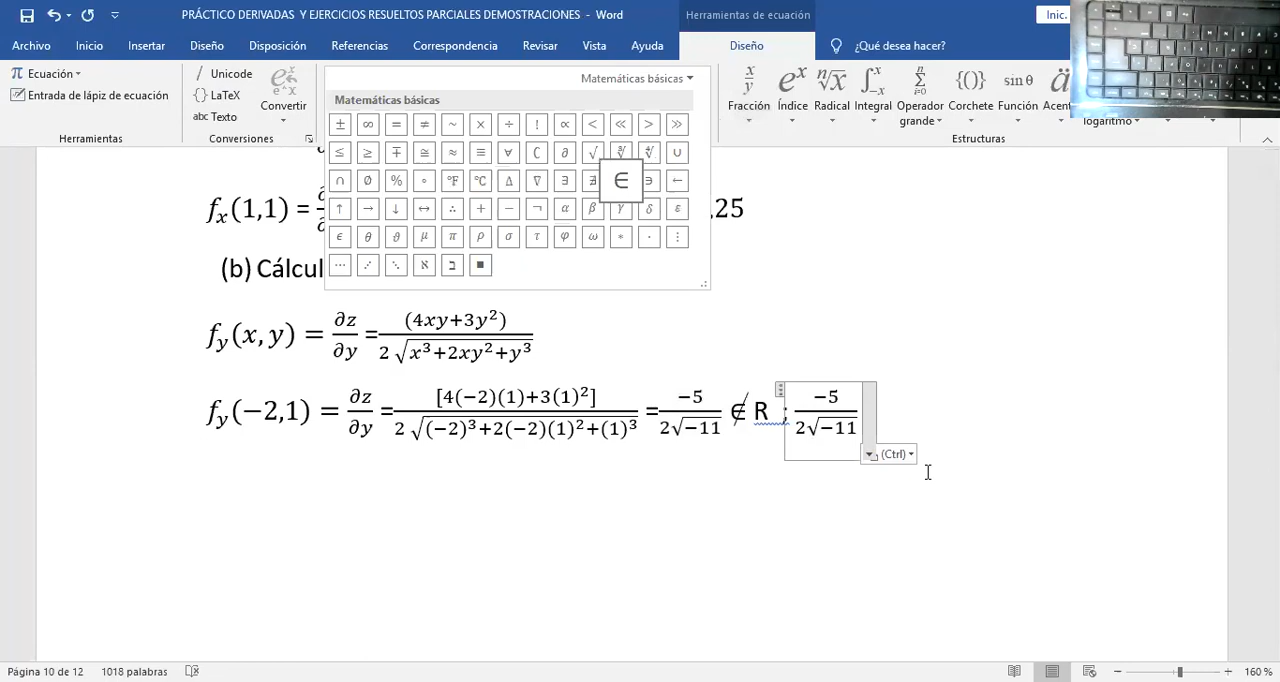 PRÁCTICO DERIVADAS Y EJERCICIOS RESUELTOS PARCIALES DEMOSTRACIONES - Word
Herramientas de ecuación
Inic.
Archivo Inicio Insertar Diseño Disposición Referencias Correspondencia Revisar Vista Ayuda Diseño ¿Qué desea hacer?
π Ecuación
Entrada de lápiz de ecuación
Herramientas
Unicode
{} LaTeX
abc Texto
Convertir
Conversiones
Matemáticas básicas
Matemáticas básicas
± ∞ = ≠ ~ × ÷ ! ∝ < ≪ > ≫
≤ ≥ ∓ ≅ ≈ ≡ ∀ ∁ ∂ √ ∛ ∜ ∪
∩ ∅ % ° °F °C ∆ ∇ ∃ ∄ ∈ ∋ ←
↑ → ↓ ↔ ∴ + − ¬ α β γ δ ε
ϵ θ ϑ μ π ρ σ τ φ ω ∗ ∙ ⋮
⋯ ⋰ ⋱ ℵ ℶ ∎
Fracción Índice Radical Integral Operador grande Corchete Función logaritmo
Estructuras
f_x(1,1) = ,25
(b) Cálcul
f_y(x, y) = ∂z/∂y = (4xy+3y²)/(2 √(x³+2xy²+y³))
f_y(−2,1) = ∂z/∂y = [4(−2)(1)+3(1)²]/(2 √((−2)³+2(−2)(1)²+(1)³) = −5/(2√−11) ∉ R ; −5/(2√−11)
(Ctrl)
Página 10 de 12 1018 palabras
160 %